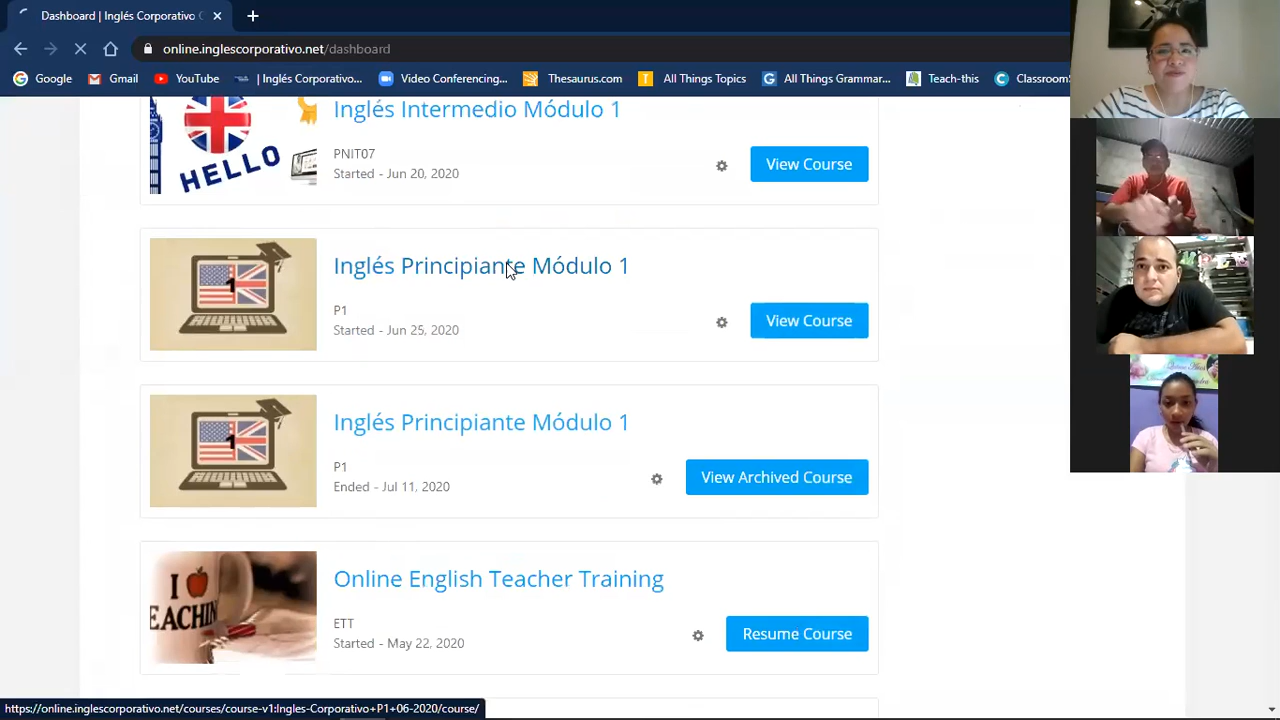 Dashboard | Inglés Corporativo
online.inglescorporativo.net/dashboard
Google
Gmail
YouTube
| Inglés Corporativo...
Video Conferencing...
Thesaurus.com
All Things Topics
All Things Grammar...
Teach-this
HELLO
Inglés Intermedio Módulo 1
PNIT07
Started - Jun 20, 2020
View Course
1
Inglés Principiante Módulo 1
P1
Started - Jun 25, 2020
View Course
1
Inglés Principiante Módulo 1
P1
Ended - Jul 11, 2020
View Archived Course
I
EACHIN
Online English Teacher Training
ETT
Started - May 22, 2020
Resume Course
https://online.inglescorporativo.net/courses/course-v1:Ingles-Corporativo+P1+06-2020/course/